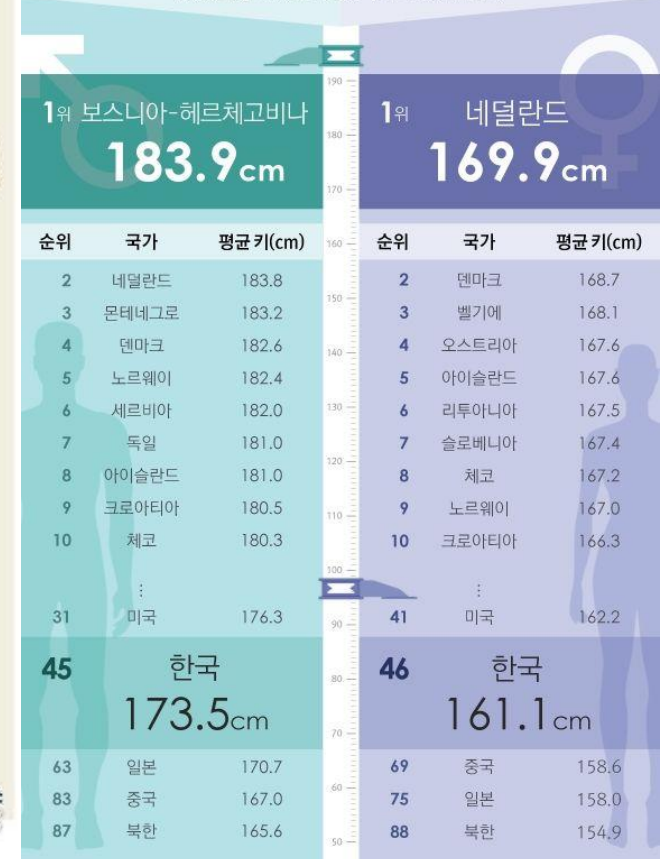 1위 보스니아-헤르체고비나
183.9cm
순위 국가 평균 키(cm)
2 네덜란드 183.8
3 몬테네그로 183.2
4 덴마크 182.6
5 노르웨이 182.4
6 세르비아 182.0
7 독일 181.0
8 아이슬란드 181.0
9 크로아티아 180.5
10 체코 180.3
⋮
31 미국 176.3
45 한국
173.5cm
63 일본 170.7
83 중국 167.0
87 북한 165.6
190
180
170
160
150
140
130
120
110
100
90
80
70
60
50
1위 네덜란드
169.9cm
순위 국가 평균 키(cm)
2 덴마크 168.7
3 벨기에 168.1
4 오스트리아 167.6
5 아이슬란드 167.6
6 리투아니아 167.5
7 슬로베니아 167.4
8 체코 167.2
9 노르웨이 167.0
10 크로아티아 166.3
⋮
41 미국 162.2
46 한국
161.1cm
69 중국 158.6
75 일본 158.0
88 북한 154.9